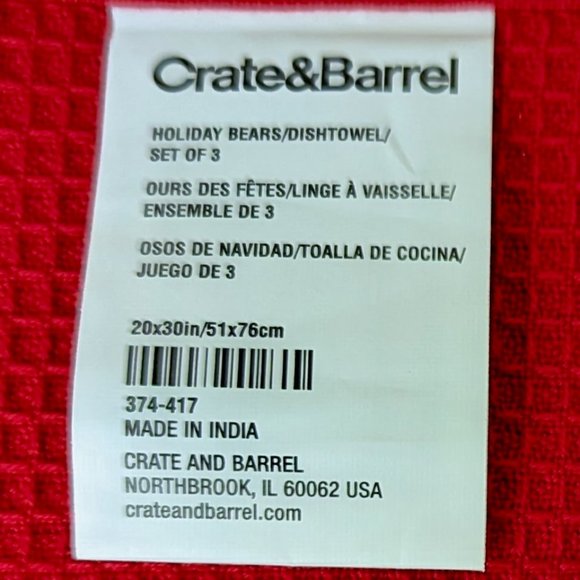 Crate&Barrel
HOLIDAY BEARS/DISHTOWEL/
SET OF 3
OURS DES FÊTES/LINGE À VAISSELLE/
ENSEMBLE DE 3
OSOS DE NAVIDAD/TOALLA DE COCINA/
JUEGO DE 3
20x30in/51x76cm
374-417
MADE IN INDIA
CRATE AND BARREL
NORTHBROOK, IL 60062 USA
crateandbarrel.com